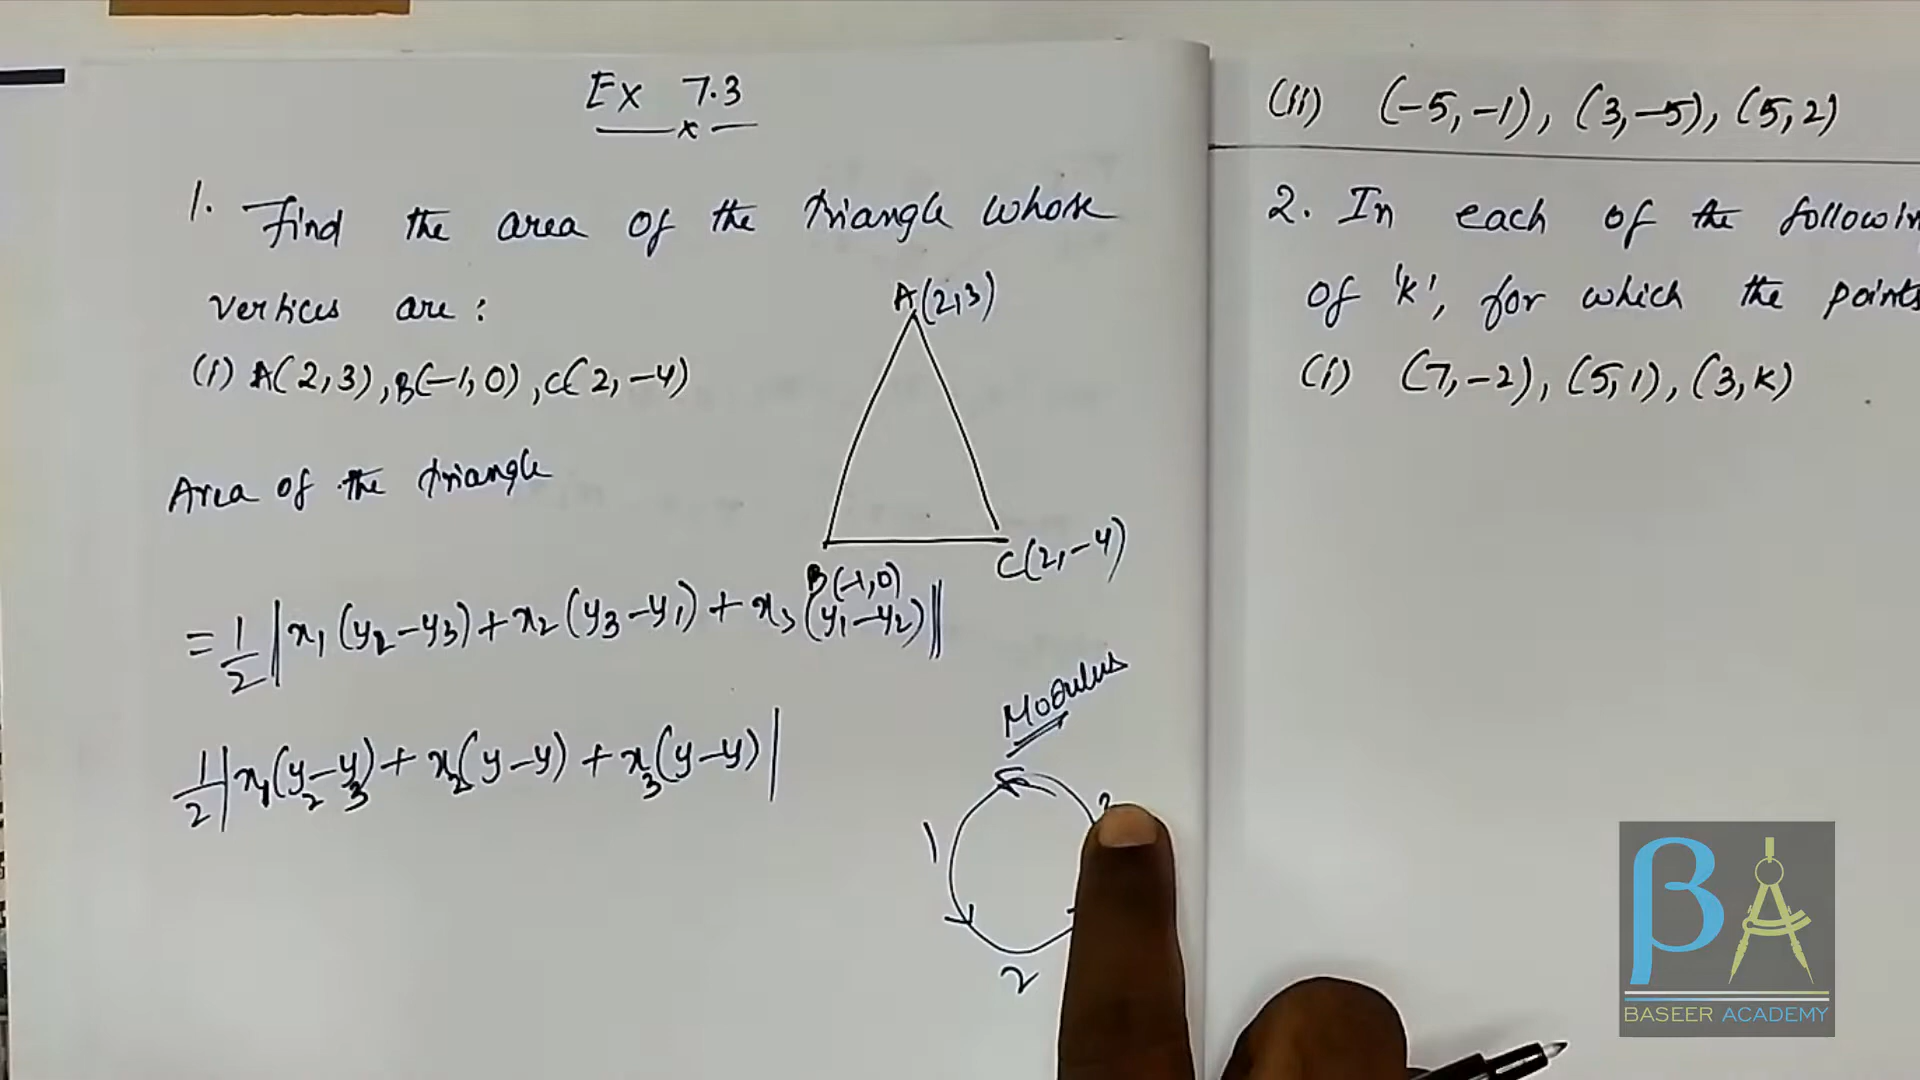 Ex 7.3
1. Find the area of the triangle whose
vertices are :
(i) A(2,3), B(-1,0), C(2,-4)
A(2,3)
B(-1,0)
C(2,-4)
Area of the triangle
= 1/2 |x₁(y₂-y₃)+x₂(y₃-y₁)+x₃(y₁-y₂)|
1/2 |x₁(y₂-y₃)+x₂(y-y)+x₃(y-y)|
Modulus
1
2
(ii) (-5,-1), (3,-5), (5,2)
2. In each of the followin
of 'k', for which the points
(i) (7,-2), (5,1), (3,k)
βA
BASEER ACADEMY